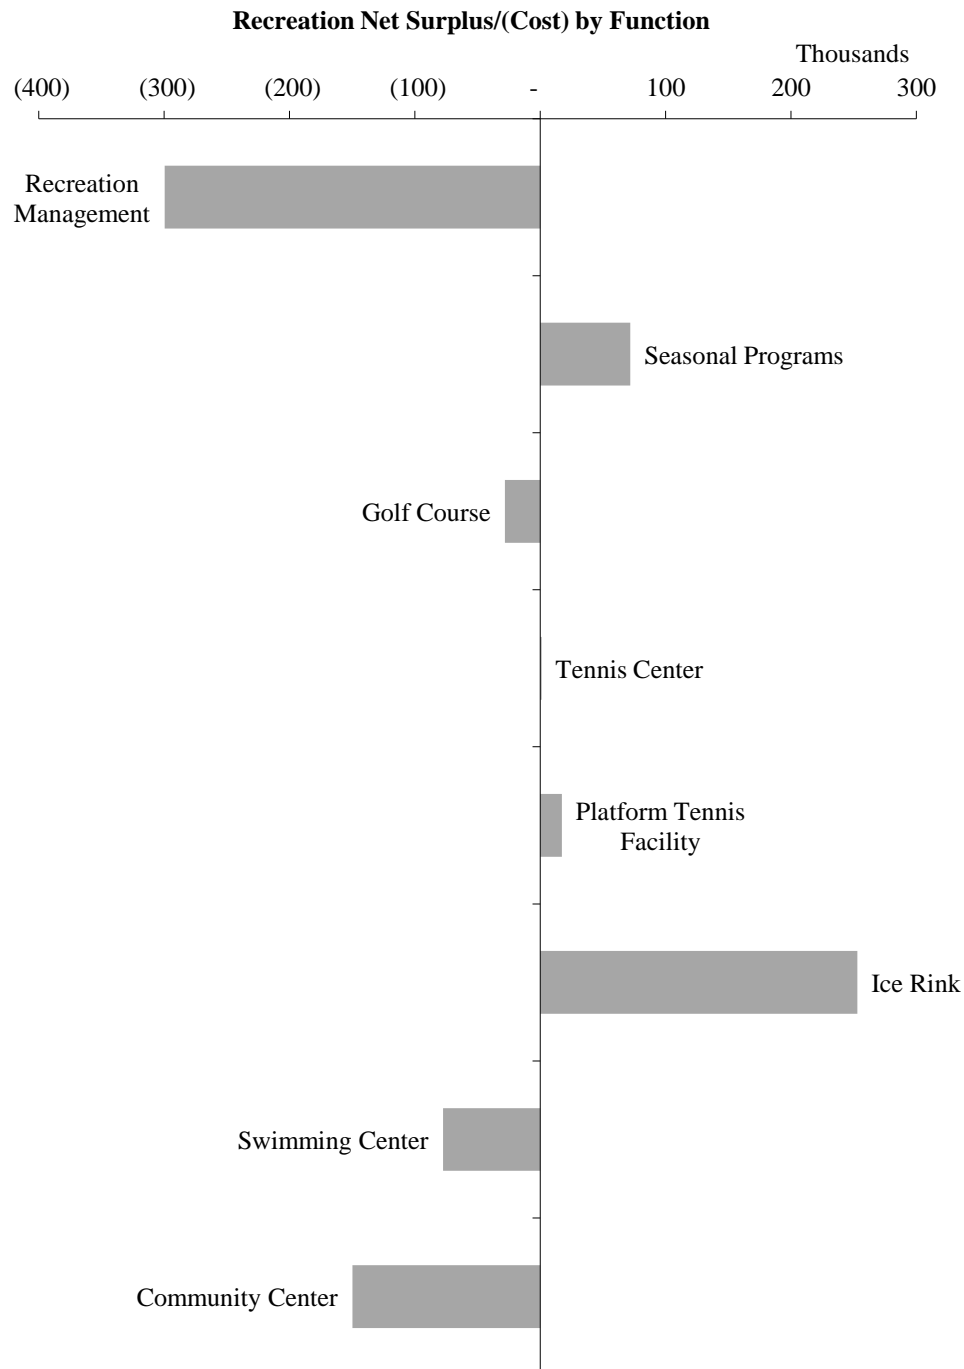 Recreation Net Surplus/(Cost) by Function
Thousands
(400) (300) (200) (100) - 100 200 300
Recreation
Management
Seasonal Programs
Golf Course
Tennis Center
Platform Tennis
Facility
Ice Rink
Swimming Center
Community Center